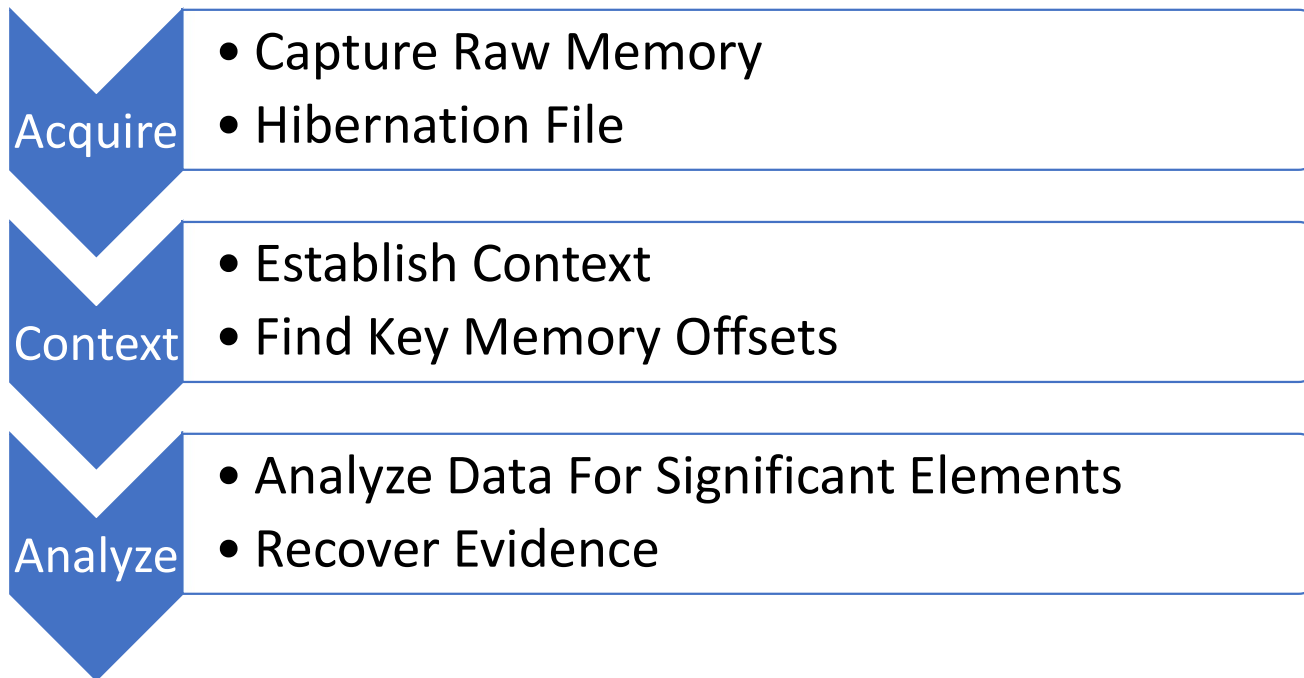 Acquire
• Capture Raw Memory
• Hibernation File
Context
• Establish Context
• Find Key Memory Offsets
Analyze
• Analyze Data For Significant Elements
• Recover Evidence